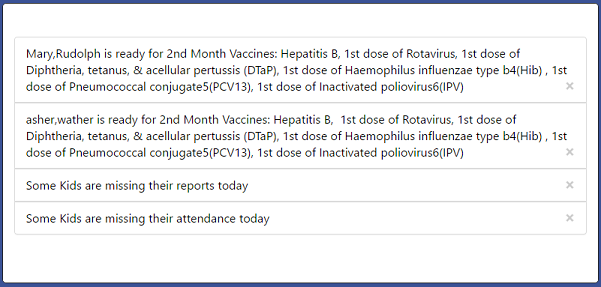 Mary,Rudolph is ready for 2nd Month Vaccines: Hepatitis B, 1st dose of Rotavirus, 1st dose of
Diphtheria, tetanus, & acellular pertussis (DTaP), 1st dose of Haemophilus influenzae type b4(Hib) , 1st
dose of Pneumococcal conjugate5(PCV13), 1st dose of Inactivated poliovirus6(IPV)
asher,wather is ready for 2nd Month Vaccines: Hepatitis B,  1st dose of Rotavirus, 1st dose of
Diphtheria, tetanus, & acellular pertussis (DTaP), 1st dose of Haemophilus influenzae type b4(Hib) , 1st
dose of Pneumococcal conjugate5(PCV13), 1st dose of Inactivated poliovirus6(IPV)
Some Kids are missing their reports today
Some Kids are missing their attendance today